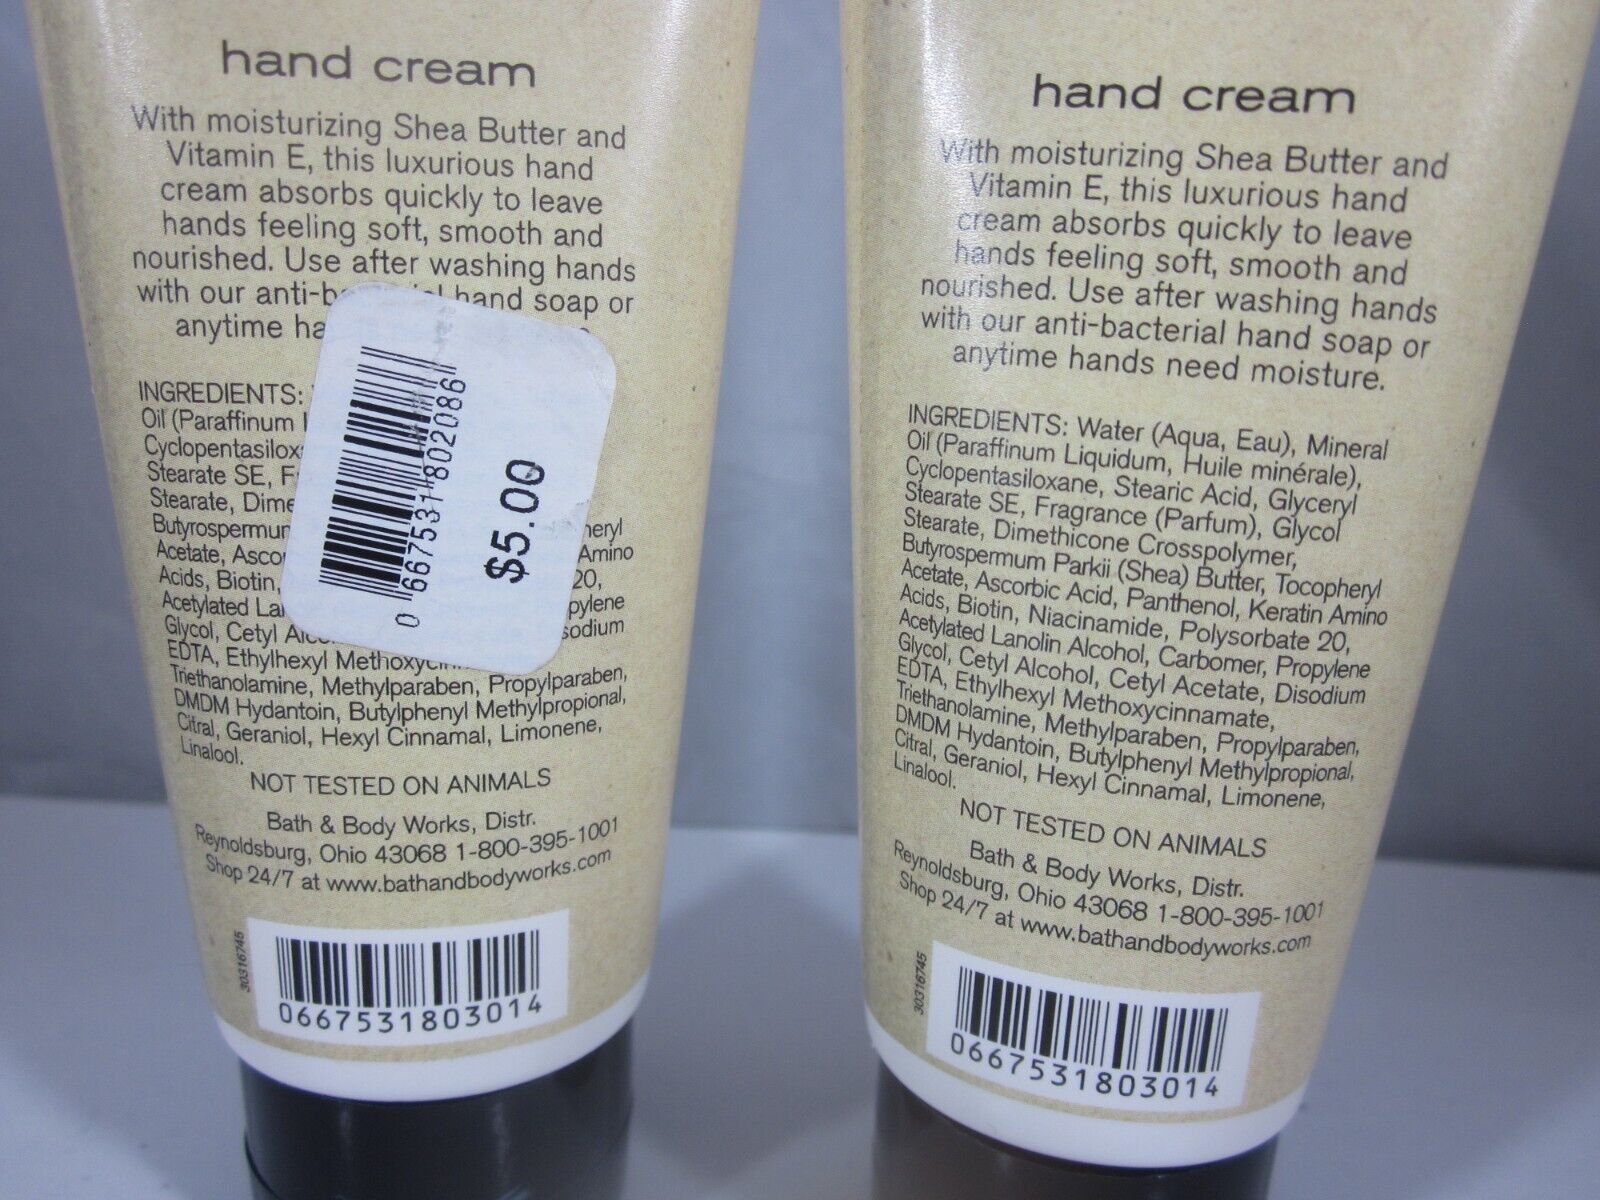 hand cream
With moisturizing Shea Butter and
Vitamin E, this luxurious hand
cream absorbs quickly to leave
hands feeling soft, smooth and
nourished. Use after washing hands
with our hand soap or
anytime
INGREDIENTS:
Oil (Paraffinum
Stearate SE,
Stearate,
Acetate,
Amino
Acids, Biotin,
20,
Acetylated
Glycol, Cetyl
EDTA, Ethylhexyl
Triethanolamine, Methylparaben, Propylparaben,
DMDM Hydantoin, Butylphenyl Methylpropional,
Citral, Geraniol, Hexyl Cinnamal, Limonene,
Linalool.
NOT TESTED ON ANIMALS
Bath & Body Works, Distr.
Reynoldsburg, Ohio 43068 1-800-395-1001
Shop 24/7 at www.bathandbodyworks.com
30316745
0667531803014
0 667531 802086
$5.00
hand cream
With moisturizing Shea Butter and
Vitamin E, this luxurious hand
cream absorbs quickly to leave
hands feeling soft, smooth and
nourished. Use after washing hands
with our anti-bacterial hand soap or
anytime hands need moisture.
INGREDIENTS: Water (Aqua, Eau), Mineral
Oil (Paraffinum Liquidum, Huile minérale),
Cyclopentasiloxane, Stearic Acid, Glyceryl
Stearate SE, Fragrance (Parfum), Glycol
Stearate, Dimethicone Crosspolymer,
Butyrospermum Parkii (Shea) Butter, Tocopheryl
Acetate, Ascorbic Acid, Panthenol, Keratin Amino
Acids, Biotin, Niacinamide, Polysorbate 20,
Acetylated Lanolin Alcohol, Carbomer, Propylene
Glycol, Cetyl Alcohol, Cetyl Acetate, Disodium
EDTA, Ethylhexyl Methoxycinnamate,
Triethanolamine, Methylparaben, Propylparaben,
DMDM Hydantoin, Butylphenyl Methylpropional,
Citral, Geraniol, Hexyl Cinnamal, Limonene,
Linalool.
NOT TESTED ON ANIMALS
Bath & Body Works, Distr.
Reynoldsburg, Ohio 43068 1-800-395-1001
Shop 24/7 at www.bathandbodyworks.com
30316745
0667531803014